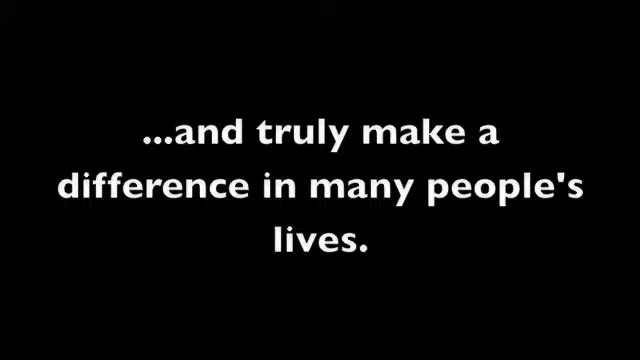 ...and truly make a
difference in many people's
lives.